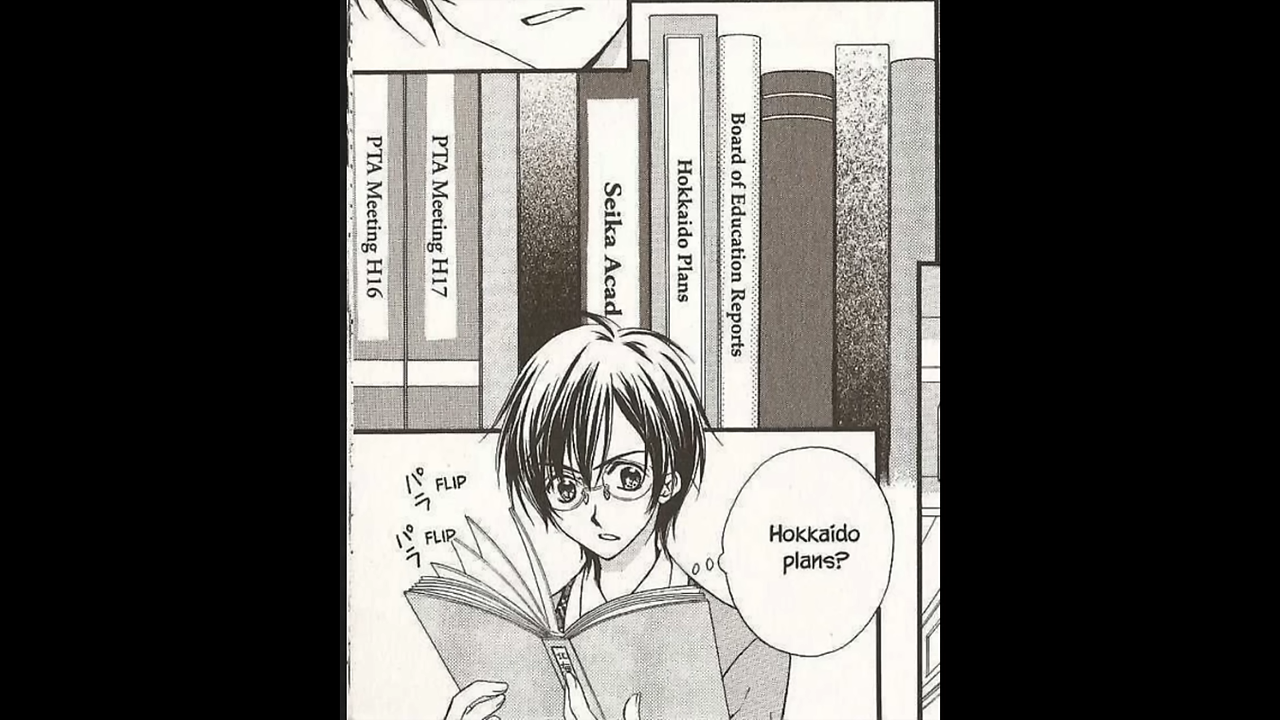 Board of Education Reports
Hokkaido Plans
Seika Acad
PTA Meeting H17
PTA Meeting H16
パラ
FLIP
パラ
FLIP
Hokkaido
plans?